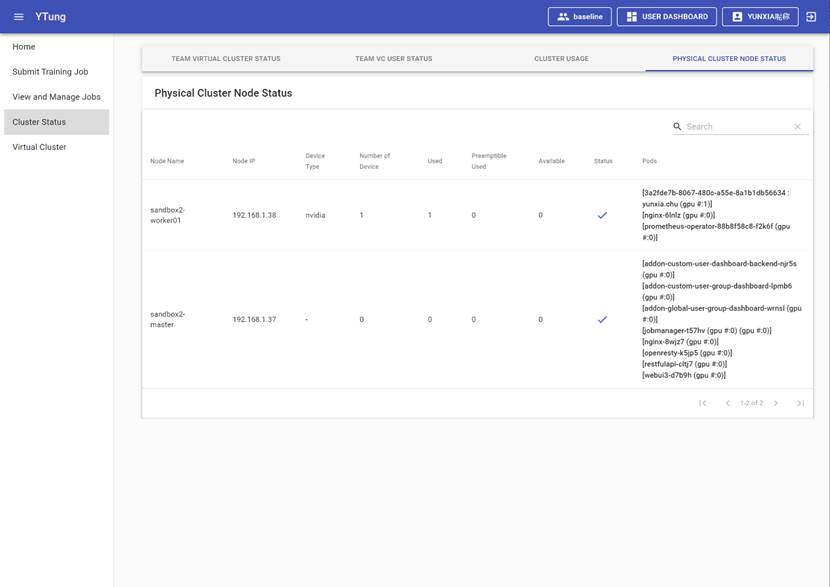 YTung
baseline
USER DASHBOARD
Home
Submit Training Job
View and Manage Jobs
Cluster Status
Virtual Cluster
TEAM VIRTUAL CLUSTER STATUS
TEAM VC USER STATUS
CLUSTER USAGE
PHYSICAL CLUSTER NODE STATUS
Physical Cluster Node Status
Search
Node Name
Node IP
Device
Type
Number of
Device
Used
Preemptible
Used
Available
Status
Pods
sandbox2-
worker01
192.168.1.38
nvidia
1
1
0
0
[3a2fde7b-8067-480c-a55e-8a1b1db56634 :
yunxia.chu (gpu #:1)]
[nginx-6lnlz (gpu #:0)]
[prometheus-operator-88b8f58c8-f2k6f (gpu
#:0)]
sandbox2-
master
192.168.1.37
-
0
0
0
0
[addon-custom-user-dashboard-backend-njr5s
(gpu #:0)]
[addon-custom-user-group-dashboard-lpmb6
(gpu #:0)]
[addon-global-user-group-dashboard-wrnsl (gpu
#:0)]
[jobmanager-t57hv (gpu #:0) (gpu #:0)]
[nginx-8wjz7 (gpu #:0)]
[openresty-k5jp5 (gpu #:0)]
[restfulapi-cltj7 (gpu #:0)]
[webui3-d7b9h (gpu #:0)]
1-2 of 2